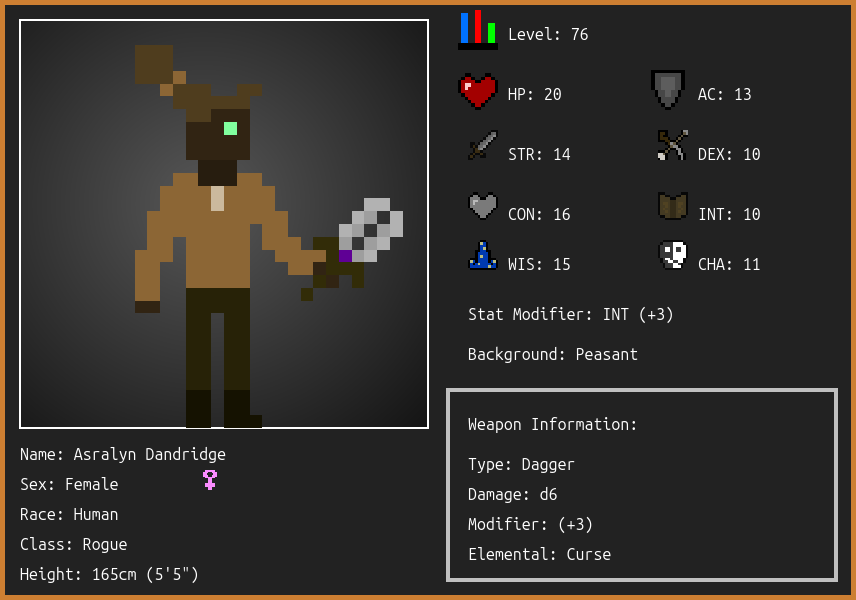 Level: 76
HP: 20
AC: 13
STR: 14
DEX: 10
CON: 16
INT: 10
WIS: 15
CHA: 11
Stat Modifier: INT (+3)
Background: Peasant
Weapon Information:
Type: Dagger
Damage: d6
Modifier: (+3)
Elemental: Curse
Name: Asralyn Dandridge
Sex: Female
Race: Human
Class: Rogue
Height: 165cm (5'5")